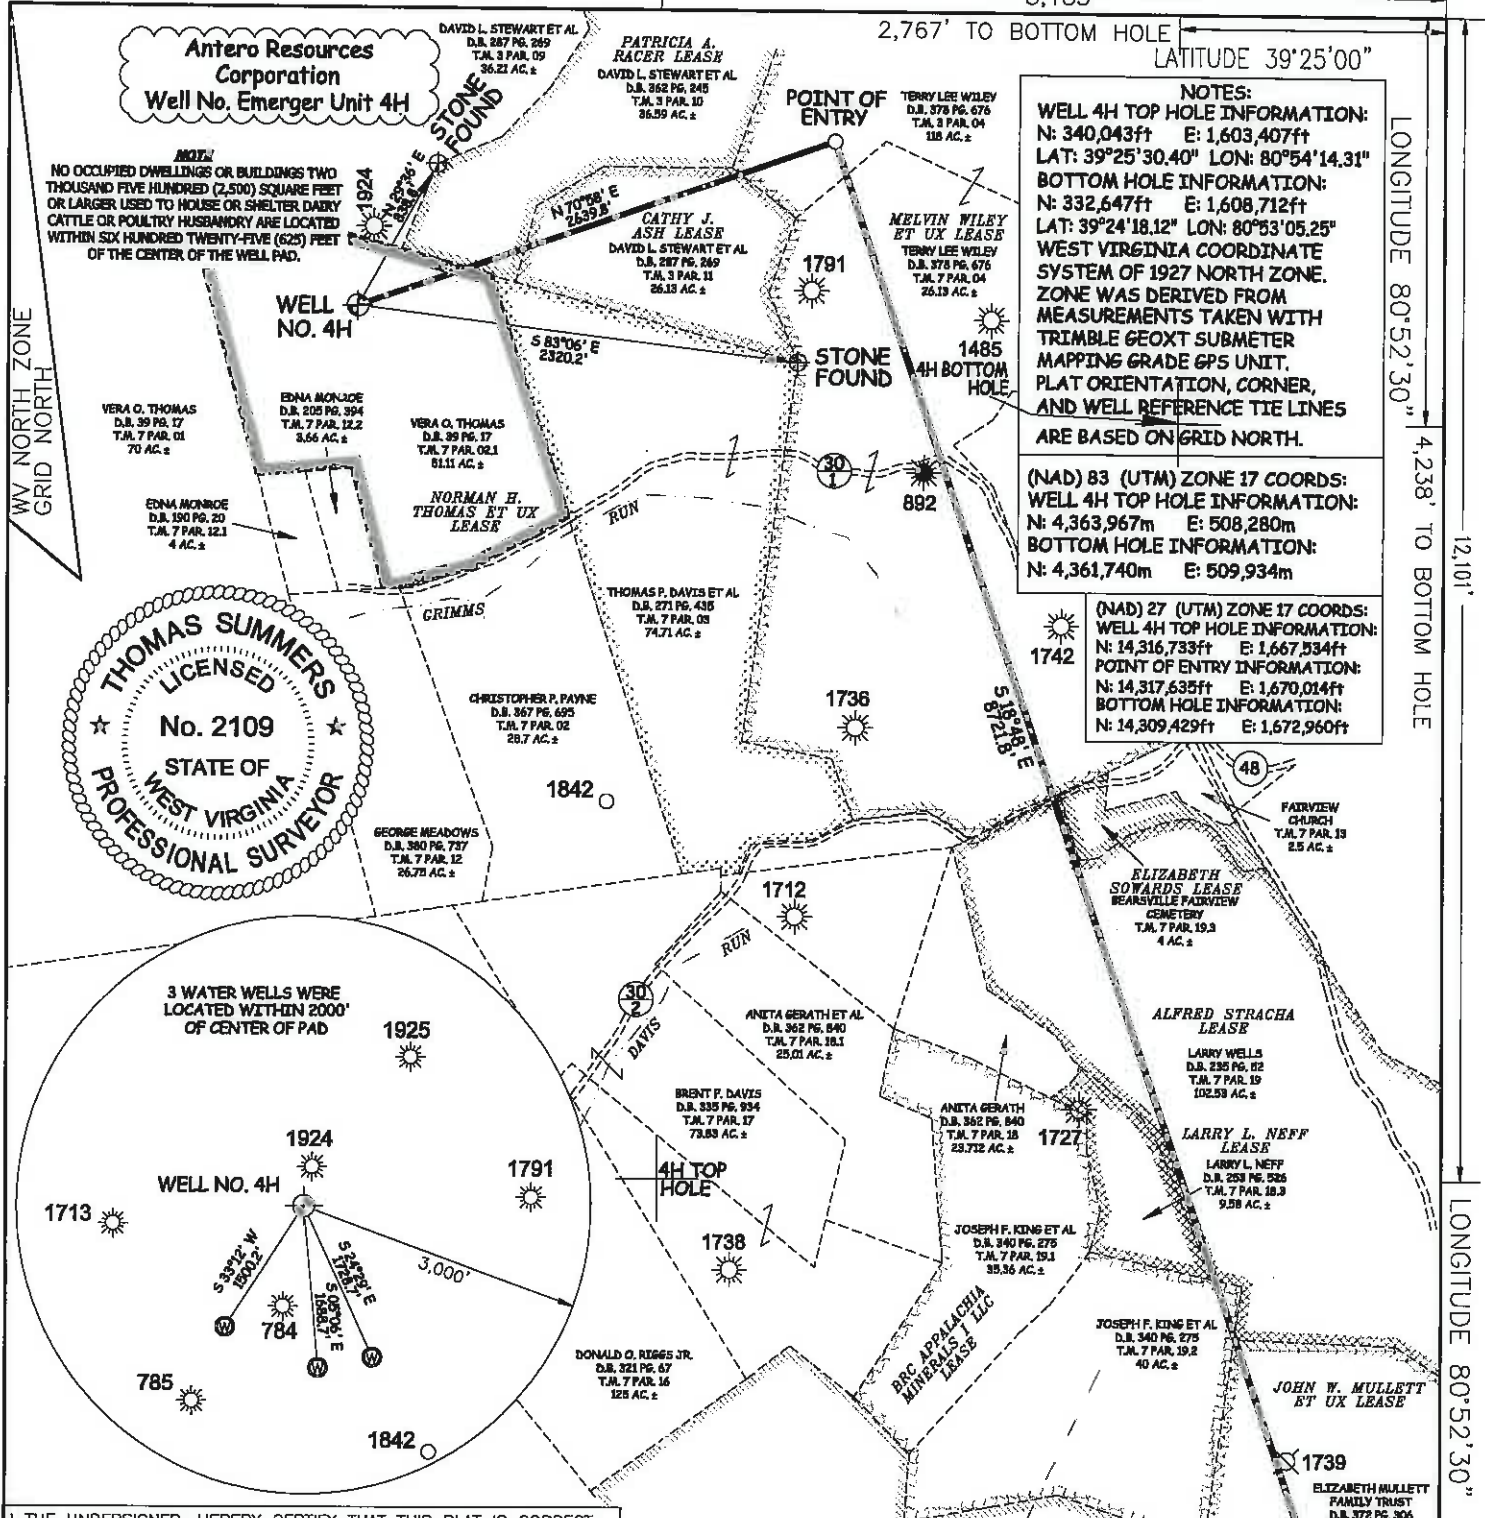 2,767' TO BOTTOM HOLE
LATITUDE 39°25'00"
Antero Resources
Corporation
Well No. Emerger Unit 4H
DAVID L. STEWART ET AL
D.B. 287 PG. 269
T.M. 3 PAR. 09
36.21 AC. ±
PATRICIA A.
RACER LEASE
DAVID L. STEWART ET AL
D.B. 362 PG. 245
T.M. 3 PAR. 10
36.59 AC. ±
STONE
FOUND
POINT OF
ENTRY
TERRY LEE WILEY
D.B. 375 PG. 676
T.M. 3 PAR. 04
118 AC. ±
NOTES:
WELL 4H TOP HOLE INFORMATION:
N: 340,043ft E: 1,603,407ft
LAT: 39°25'30.40" LON: 80°54'14.31"
BOTTOM HOLE INFORMATION:
N: 332,647ft E: 1,608,712ft
LAT: 39°24'18.12" LON: 80°53'05.25"
WEST VIRGINIA COORDINATE
SYSTEM OF 1927 NORTH ZONE.
ZONE WAS DERIVED FROM
MEASUREMENTS TAKEN WITH
TRIMBLE GEOXT SUBMETER
MAPPING GRADE GPS UNIT.
PLAT ORIENTATION, CORNER,
AND WELL REFERENCE TIE LINES
ARE BASED ON GRID NORTH.
LONGITUDE 80°52'30"
NOTE:
NO OCCUPIED DWELLINGS OR BUILDINGS TWO
THOUSAND FIVE HUNDRED (2,500) SQUARE FEET
OR LARGER USED TO HOUSE OR SHELTER DAIRY
CATTLE OR POULTRY HUSBANDRY ARE LOCATED
WITHIN SIX HUNDRED TWENTY-FIVE (625) FEET
OF THE CENTER OF THE WELL PAD.
1924
N 29°36' E
N 70°58' E
2639.8'
CATHY J.
ASH LEASE
DAVID L. STEWART ET AL
D.B. 287 PG. 269
T.M. 3 PAR. 11
26.13 AC. ±
MELVIN WILEY
ET UX LEASE
TERRY LEE WILEY
D.B. 375 PG. 676
T.M. 7 PAR. 04
26.13 AC. ±
1791
1485
WELL
NO. 4H
S 83°06' E
2320.2'
STONE
FOUND
4H BOTTOM
HOLE
WV NORTH ZONE
GRID NORTH
VERA O. THOMAS
D.B. 39 PG. 17
T.M. 7 PAR. 01
70 AC. ±
EDNA MONROE
D.B. 205 PG. 394
T.M. 7 PAR. 12.2
3.66 AC. ±
VERA O. THOMAS
D.B. 39 PG. 17
T.M. 7 PAR. 02.1
51.11 AC. ±
NORMAN H.
THOMAS ET UX
LEASE
EDNA MONROE
D.B. 190 PG. 20
T.M. 7 PAR. 12.1
4 AC. ±
30
1
892
RUN
GRIMMS
(NAD) 83 (UTM) ZONE 17 COORDS:
WELL 4H TOP HOLE INFORMATION:
N: 4,363,967m E: 508,280m
BOTTOM HOLE INFORMATION:
N: 4,361,740m E: 509,934m
4,238' TO BOTTOM HOLE
12,101'
(NAD) 27 (UTM) ZONE 17 COORDS:
WELL 4H TOP HOLE INFORMATION:
N: 14,316,733ft E: 1,667,534ft
POINT OF ENTRY INFORMATION:
N: 14,317,635ft E: 1,670,014ft
BOTTOM HOLE INFORMATION:
N: 14,309,429ft E: 1,672,960ft
THOMAS P. DAVIS ET AL
D.B. 271 PG. 435
T.M. 7 PAR. 03
74.71 AC. ±
1742
THOMAS SUMMERS
LICENSED
No. 2109
STATE OF
WEST VIRGINIA
PROFESSIONAL SURVEYOR
CHRISTOPHER P. PAYNE
D.B. 367 PG. 695
T.M. 7 PAR. 02
28.7 AC. ±
1736
S 18°48' E
8721.8'
48
1842
FAIRVIEW
CHURCH
T.M. 7 PAR. 13
2.5 AC. ±
GEORGE MEADOWS
D.B. 380 PG. 737
T.M. 7 PAR. 12
26.75 AC. ±
ELIZABETH
SOWARDS LEASE
BEARSVILLE FAIRVIEW
CEMETERY
T.M. 7 PAR. 19.3
4 AC. ±
1712
RUN
DAVIS
30
2
3 WATER WELLS WERE
LOCATED WITHIN 2000'
OF CENTER OF PAD
1925
1924
WELL NO. 4H
1791
1713
S 33°12' W
1500.2'
S 05°06' E
1688.7'
S 24°29' E
1728.7'
3,000'
784
785
1842
ANITA GERATH ET AL
D.B. 362 PG. 840
T.M. 7 PAR. 18.1
25.01 AC. ±
ALFRED STRACHA
LEASE
LARRY WELLS
D.B. 235 PG. 52
T.M. 7 PAR. 19
102.53 AC. ±
BRENT P. DAVIS
D.B. 335 PG. 934
T.M. 7 PAR. 17
73.83 AC. ±
ANITA GERATH
D.B. 362 PG. 840
T.M. 7 PAR. 18
23.712 AC. ±
1727
LARRY L. NEFF
LEASE
LARRY L. NEFF
D.B. 253 PG. 526
T.M. 7 PAR. 18.3
9.58 AC. ±
4H TOP
HOLE
1738
JOSEPH F. KING ET AL
D.B. 340 PG. 275
T.M. 7 PAR. 19.1
35.36 AC. ±
LONGITUDE 80°52'30"
BRC APPALACHIA
MINERALS I LLC
LEASE
JOSEPH F. KING ET AL
D.B. 340 PG. 275
T.M. 7 PAR. 19.2
40 AC. ±
DONALD O. RIGGS JR.
D.B. 321 PG. 67
T.M. 7 PAR. 16
125 AC. ±
JOHN W. MULLETT
ET UX LEASE
1739
ELIZABETH MULLETT
FAMILY TRUST
D.B. 372 PG. 306
I THE UNDERSIGNED, HEREBY CERTIFY THAT THIS PLAT IS CORRECT